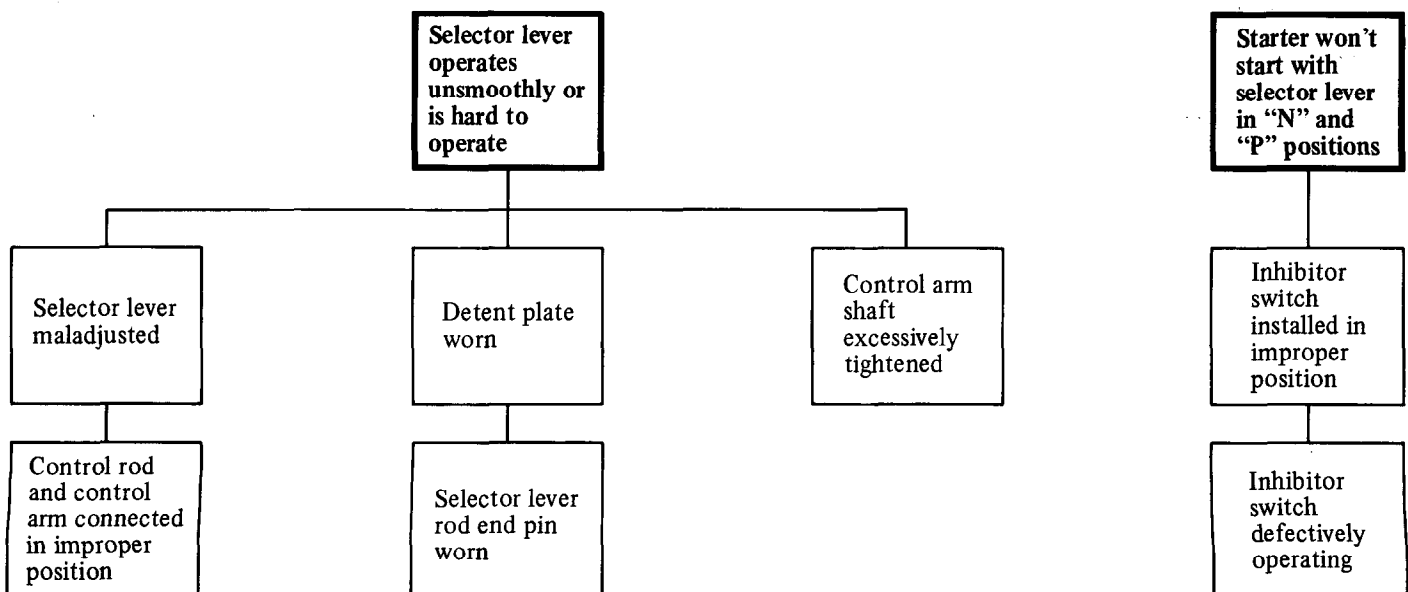 Selector lever
operates
unsmoothly or
is hard to
operate
Starter won’t
start with
selector lever
in “N” and
“P” positions
Selector lever
maladjusted
Detent plate
worn
Control arm
shaft
excessively
tightened
Inhibitor
switch
installed in
improper
position
Control rod
and control
arm connected
in improper
position
Selector lever
rod end pin
worn
Inhibitor
switch
defectively
operating